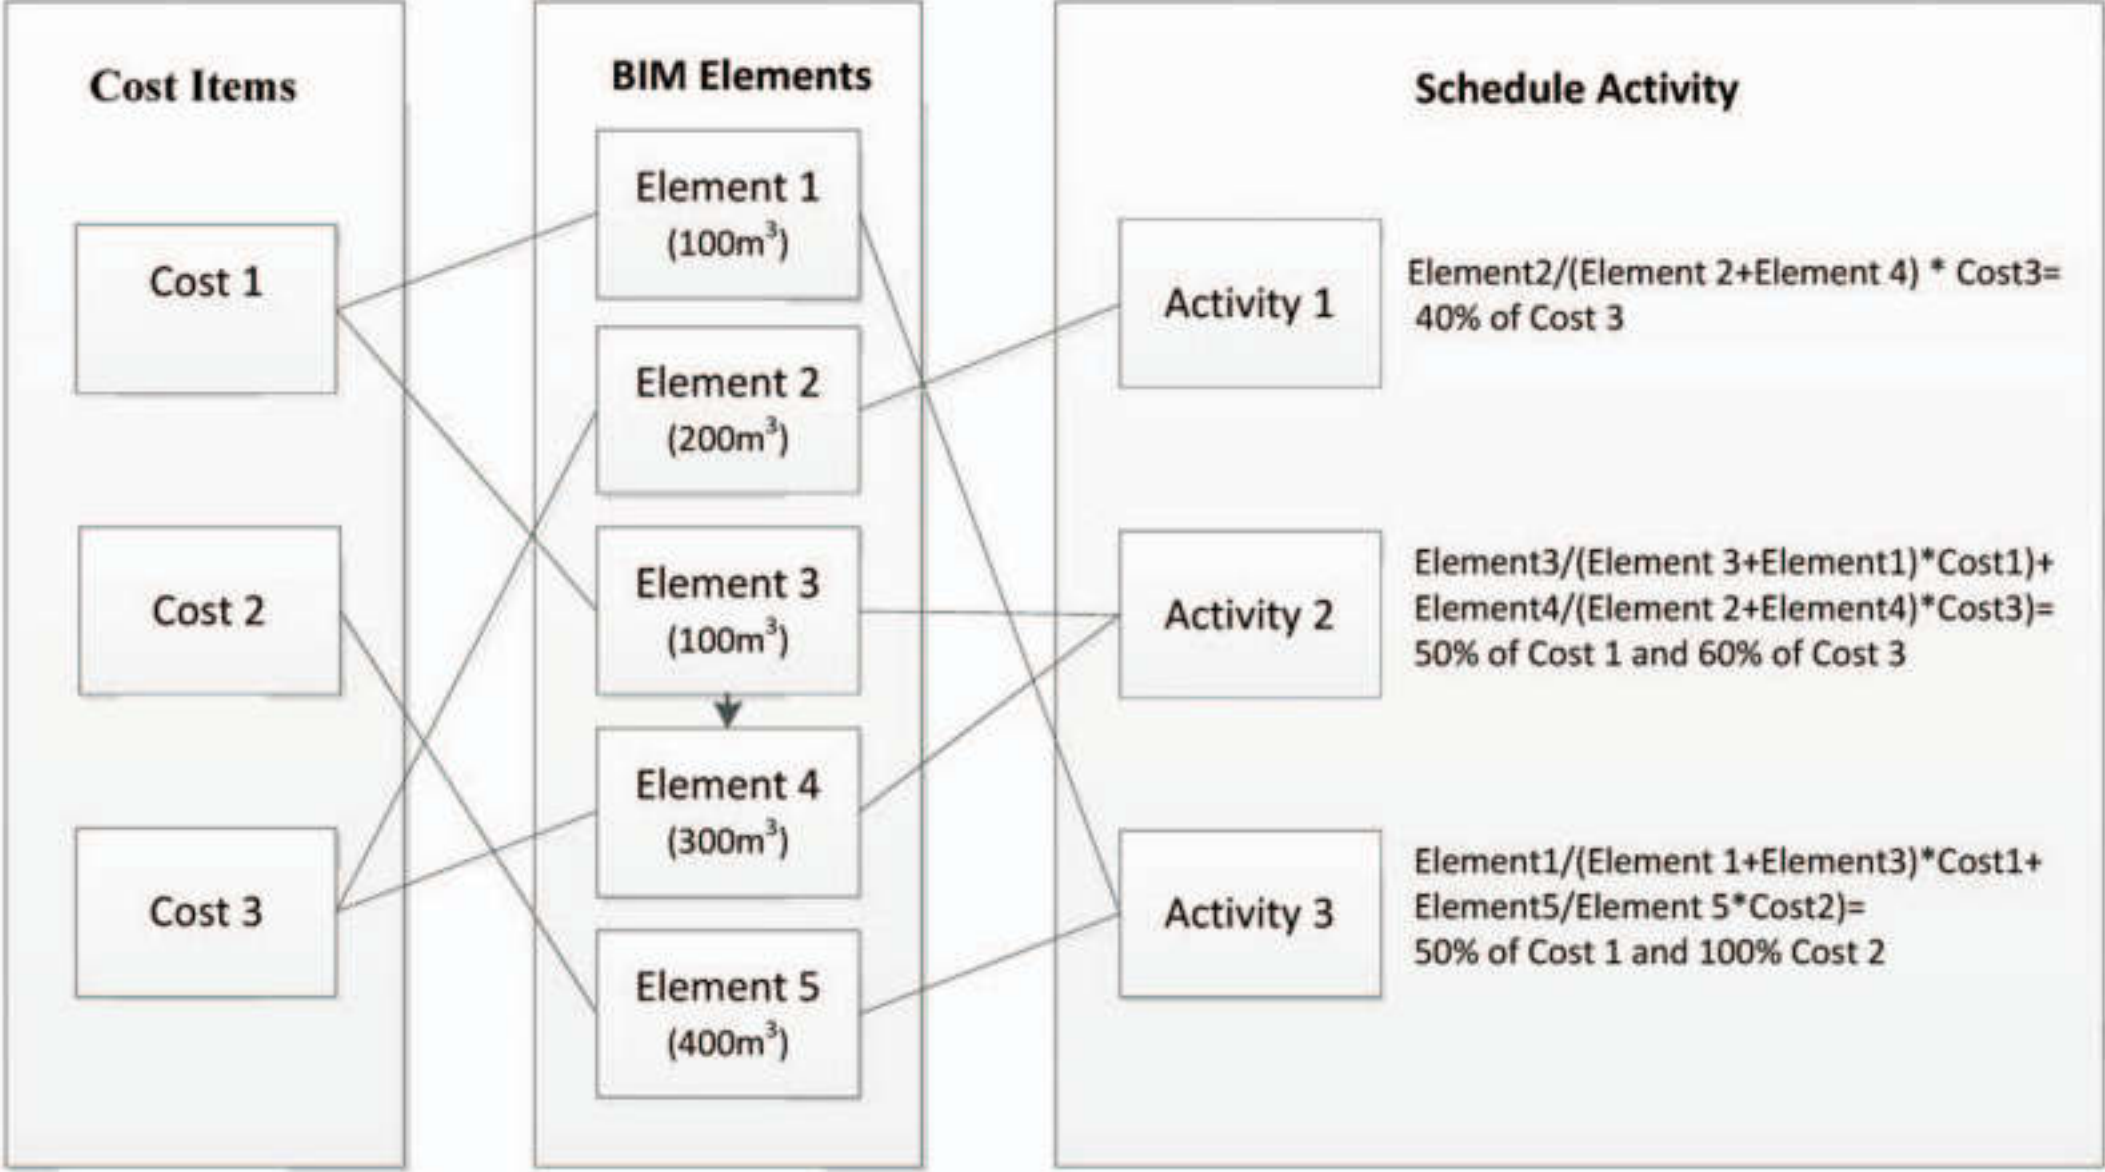 Cost Items
Cost 1
Cost 2
Cost 3
BIM Elements
Element 1
(100m³)
Element 2
(200m³)
Element 3
(100m³)
Element 4
(300m³)
Element 5
(400m³)
Schedule Activity
Activity 1
Element2/(Element 2+Element 4) * Cost3=
40% of Cost 3
Activity 2
Element3/(Element 3+Element1)*Cost1)+
Element4/(Element 2+Element4)*Cost3)=
50% of Cost 1 and 60% of Cost 3
Activity 3
Element1/(Element 1+Element3)*Cost1+
Element5/Element 5*Cost2)=
50% of Cost 1 and 100% Cost 2